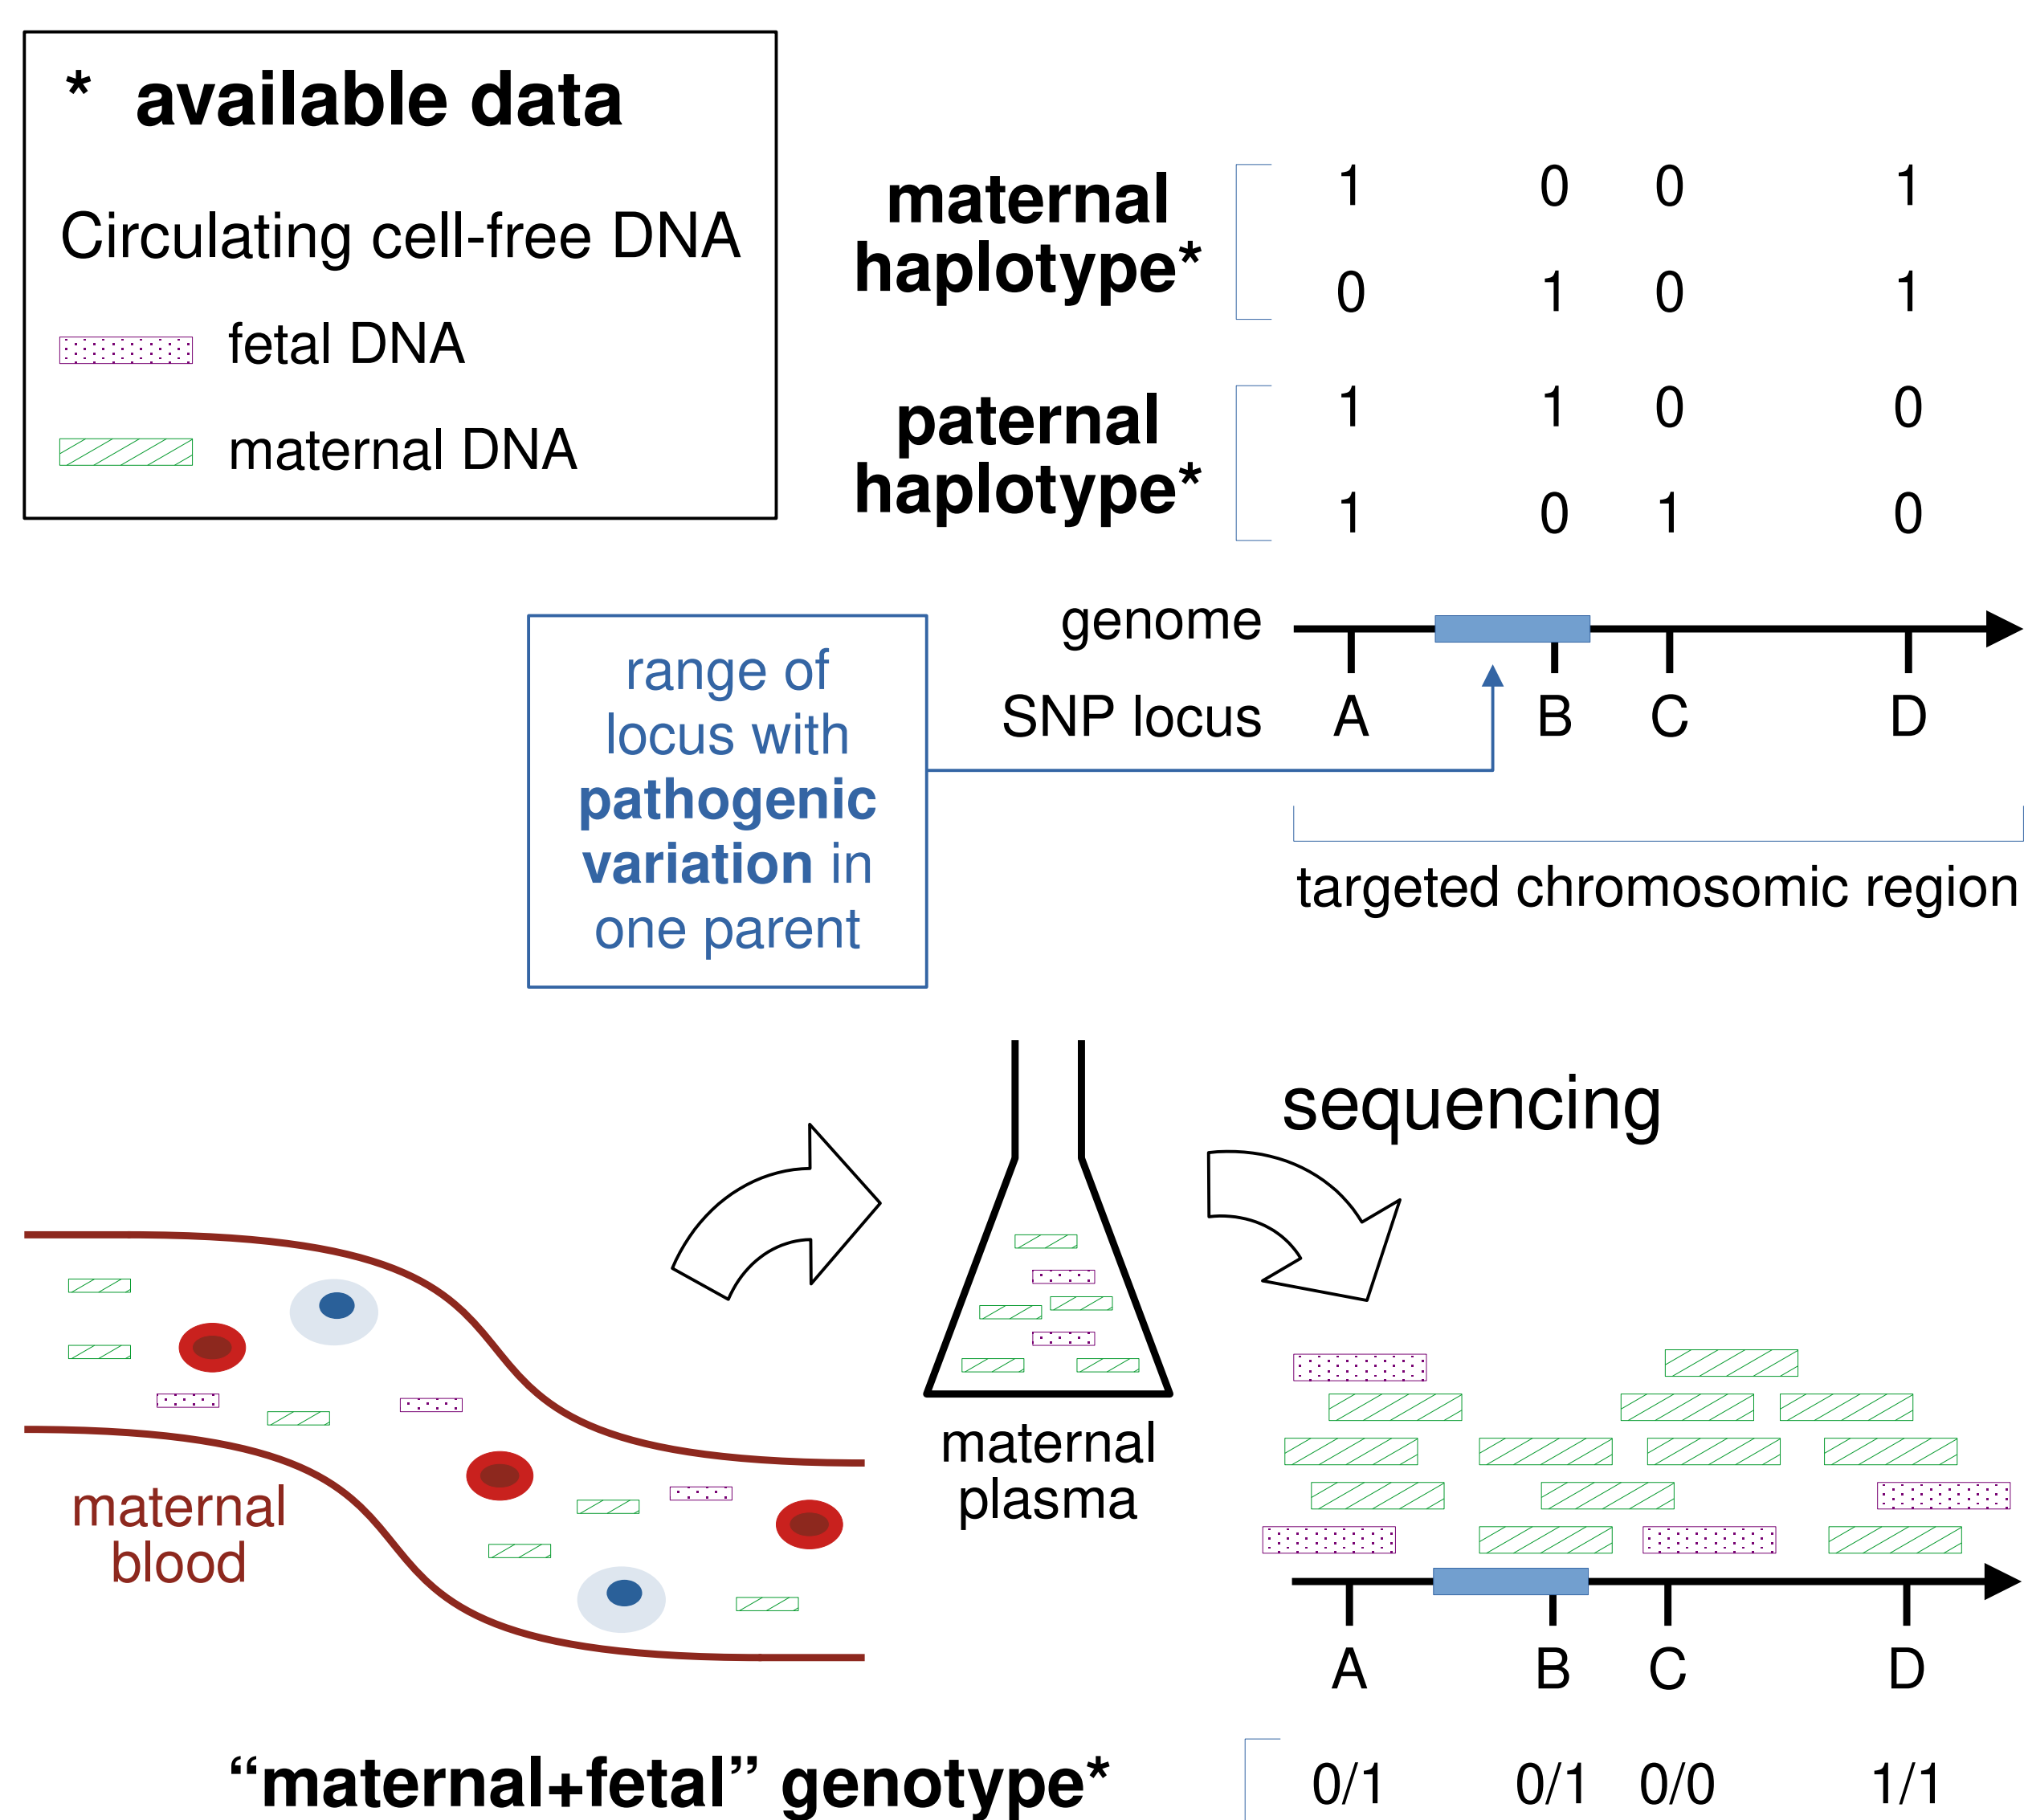 * available data
Circulating cell-free DNA
fetal DNA
maternal DNA
maternal
haplotype*
1 0 0 1
0 1 0 1
paternal
haplotype*
1 1 0 0
1 0 1 0
genome
SNP locus
A B C D
range of
locus with
pathogenic
variation in
one parent
targeted chromosomic region
sequencing
maternal
plasma
maternal
blood
A B C D
“maternal+fetal” genotype*
0/1 0/1 0/0 1/1